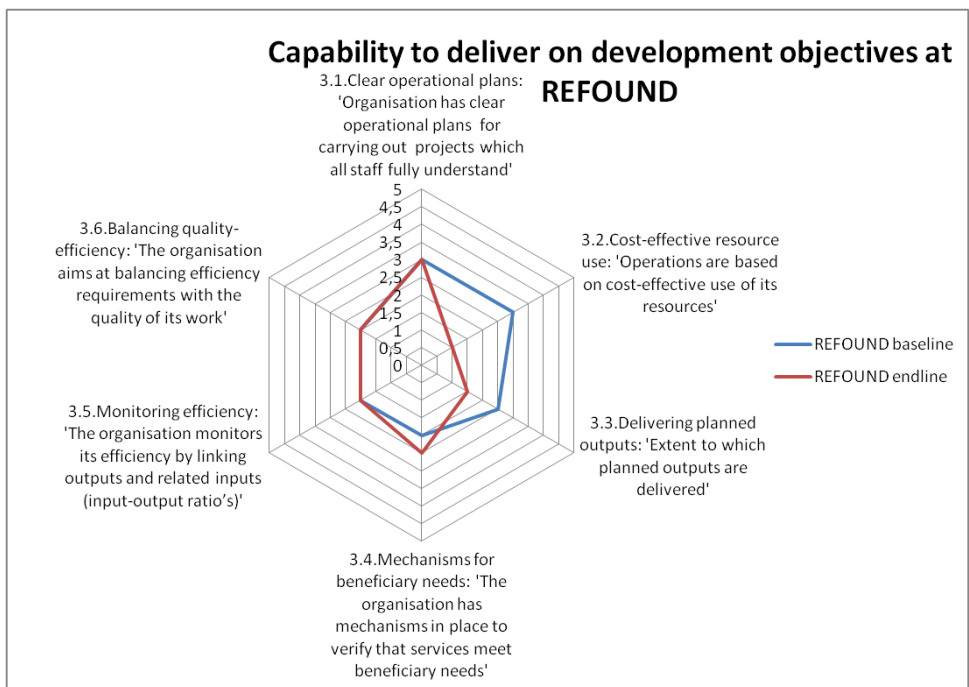 Capability to deliver on development objectives at
REFOUND
3.1.Clear operational plans:
'Organisation has clear
operational plans for
carrying out projects which
all staff fully understand'
5
4,5
4
3,5
3
2,5
2
1,5
1
0,5
0
3.2.Cost-effective resource
use: 'Operations are based
on cost-effective use of its
resources'
3.3.Delivering planned
outputs: 'Extent to which
planned outputs are
delivered'
3.4.Mechanisms for
beneficiary needs: 'The
organisation has
mechanisms in place to
verify that services meet
beneficiary needs'
3.5.Monitoring efficiency:
'The organisation monitors
its efficiency by linking
outputs and related inputs
(input-output ratio’s)'
3.6.Balancing quality-
efficiency: 'The organisation
aims at balancing efficiency
requirements with the
quality of its work'
REFOUND baseline
REFOUND endline